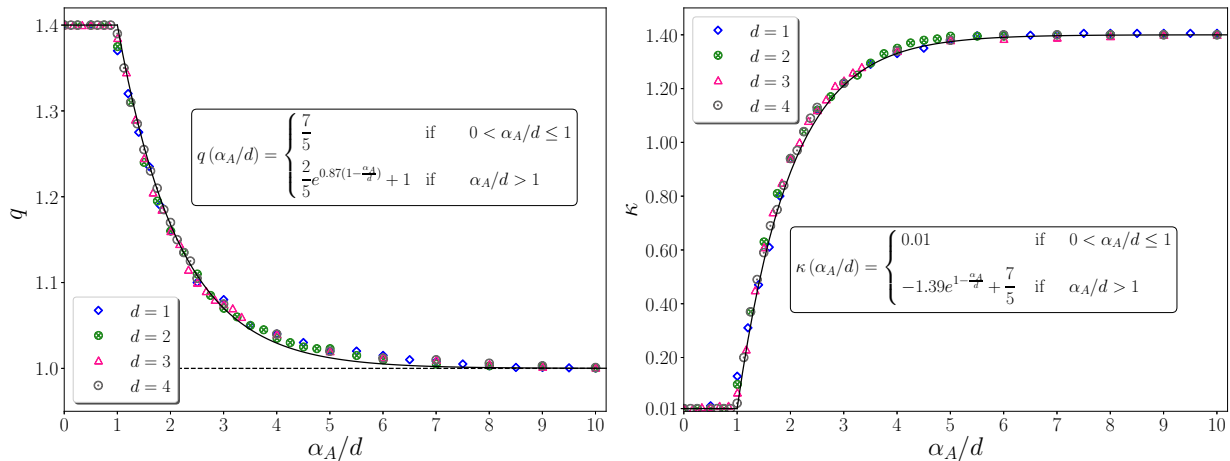 1.4
1.3
1.2
1.1
1.0
q
q (α_A/d) = { 7/5 if 0 < α_A/d ≤ 1
2/5 e^{0.87(1−α_A/d)} + 1 if α_A/d > 1
d = 1
d = 2
d = 3
d = 4
0 1 2 3 4 5 6 7 8 9 10
α_A/d
1.40
1.20
1.00
0.80
0.60
0.40
0.20
0.01
κ
d = 1
d = 2
d = 3
d = 4
κ (α_A/d) = { 0.01 if 0 < α_A/d ≤ 1
−1.39e^{1−α_A/d} + 7/5 if α_A/d > 1
0 1 2 3 4 5 6 7 8 9 10
α_A/d